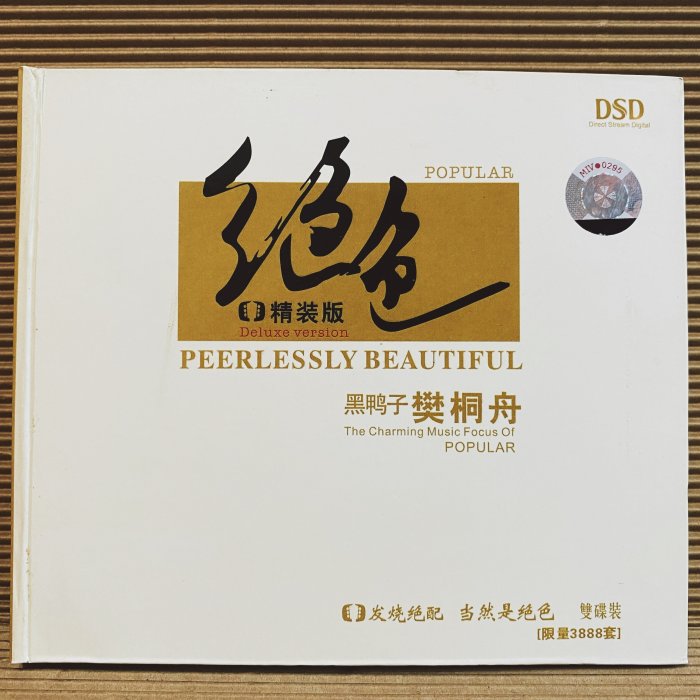 DSD
Direct Stream Digital
MIV●0295
POPULAR
绝色
精装版
Deluxe version
PEERLESSLY BEAUTIFUL
黑鸭子 樊桐舟
The Charming Music Focus Of
POPULAR
发烧绝配 当然是绝色 雙碟裝
[限量3888套]